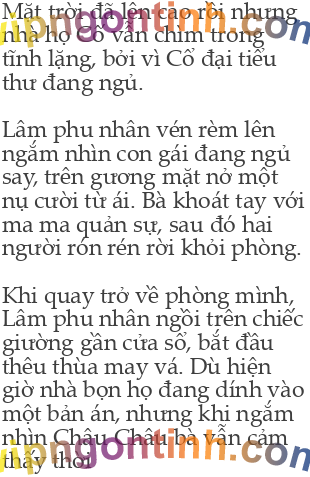 Mặt trời đã lên cao rồi nhưng
nhà họ Cố vẫn chìm trong
tĩnh lặng, bởi vì Cổ đại tiểu
thư đang ngủ.
Lâm phu nhân vén rèm lên
ngắm nhìn con gái đang ngủ
say, trên gương mặt nở một
nụ cười từ ái. Bà khoát tay với
ma ma quản sự, sau đó hai
người rón rén rời khỏi phòng.
Khi quay trở về phòng mình,
Lâm phu nhân ngồi trên chiếc
giường gần cửa sổ, bắt đầu
thêu thùa may vá. Dù hiện
giờ nhà bọn họ đang dính vào
một bản án, nhưng khi ngắm
nhìn Châu Châu bà vẫn cảm
thấy thời